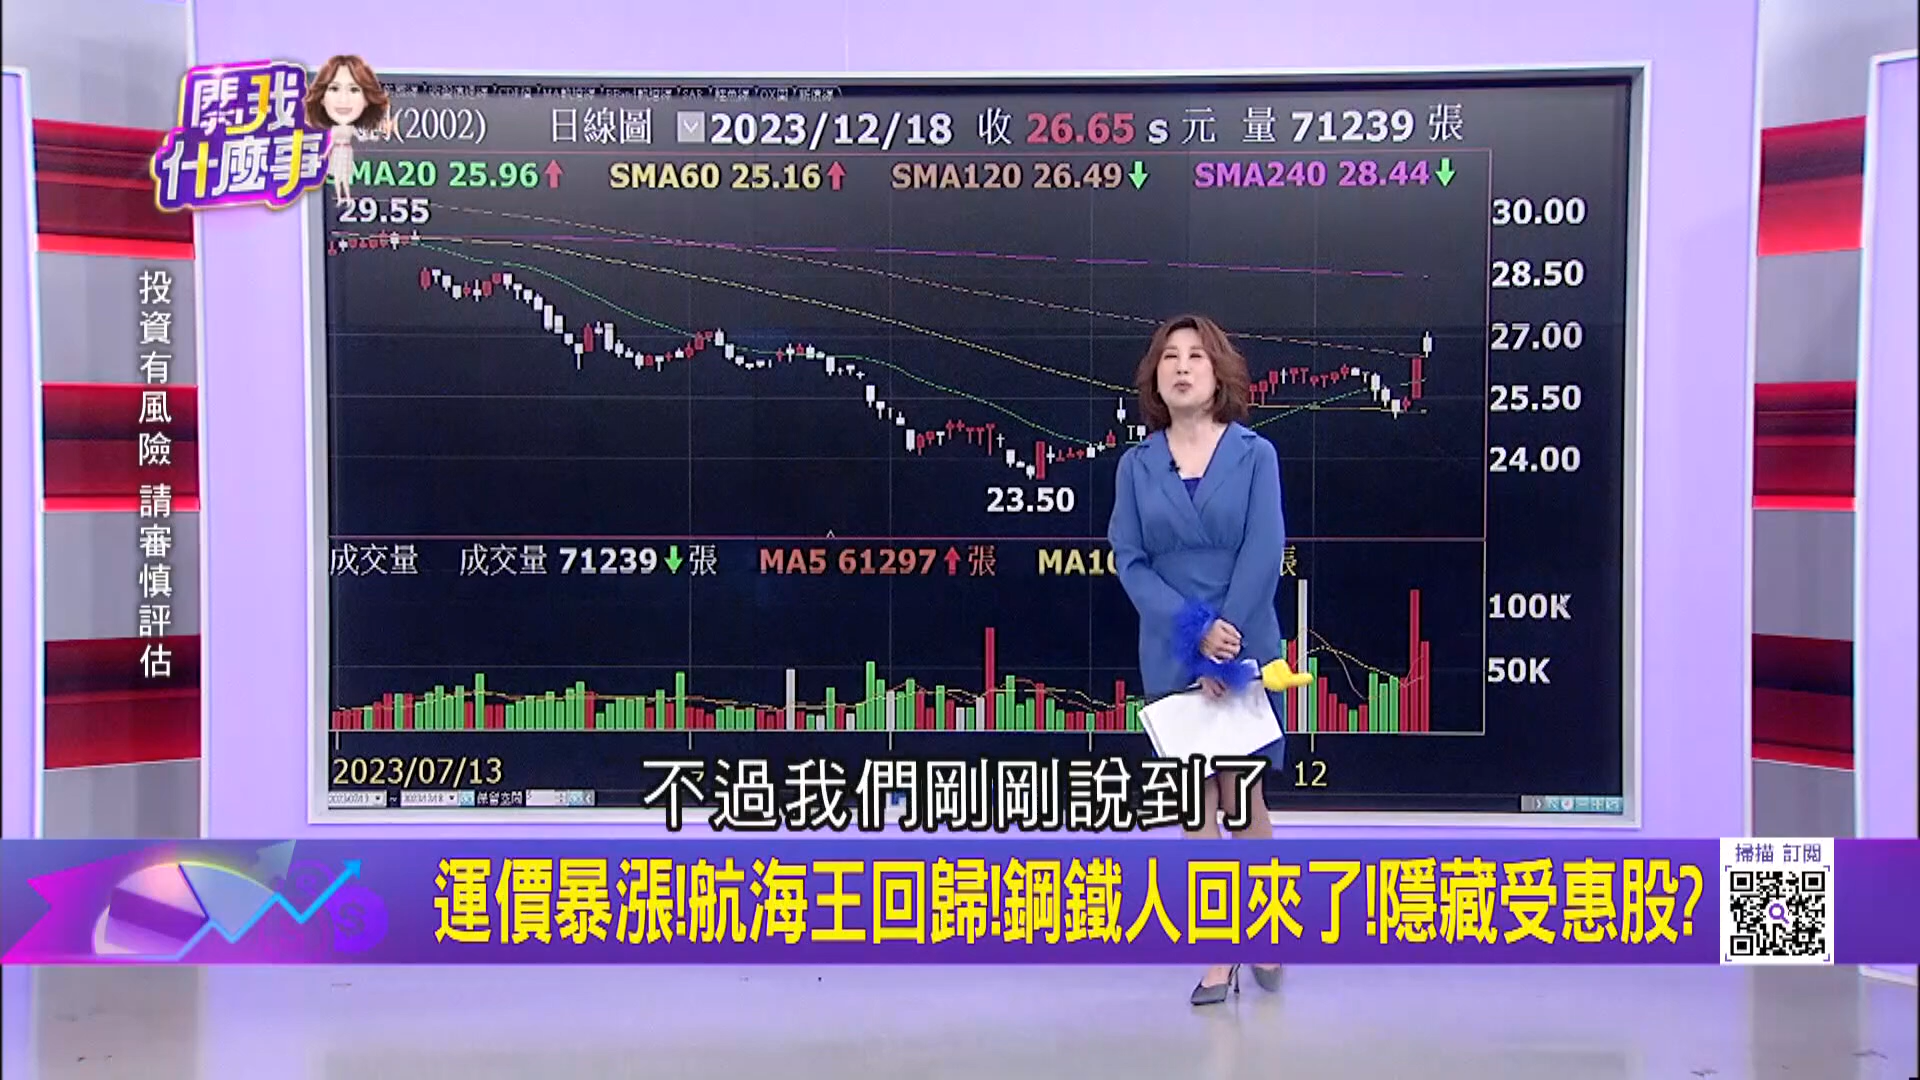 關我
什麼事
(2002) 日線圖 2023/12/18 收 26.65 s 元 量 71239 張
SMA20 25.96 SMA60 25.16 SMA120 26.49 SMA240 28.44
29.55
30.00
28.50
27.00
25.50
24.00
23.50
成交量 成交量 71239 張 MA5 61297 張 MA10 張
100K
50K
2023/07/13 12
投資有風險 請審慎評估
不過我們剛剛說到了
運價暴漲!航海王回歸!鋼鐵人回來了!隱藏受惠股?
掃描 訂閱